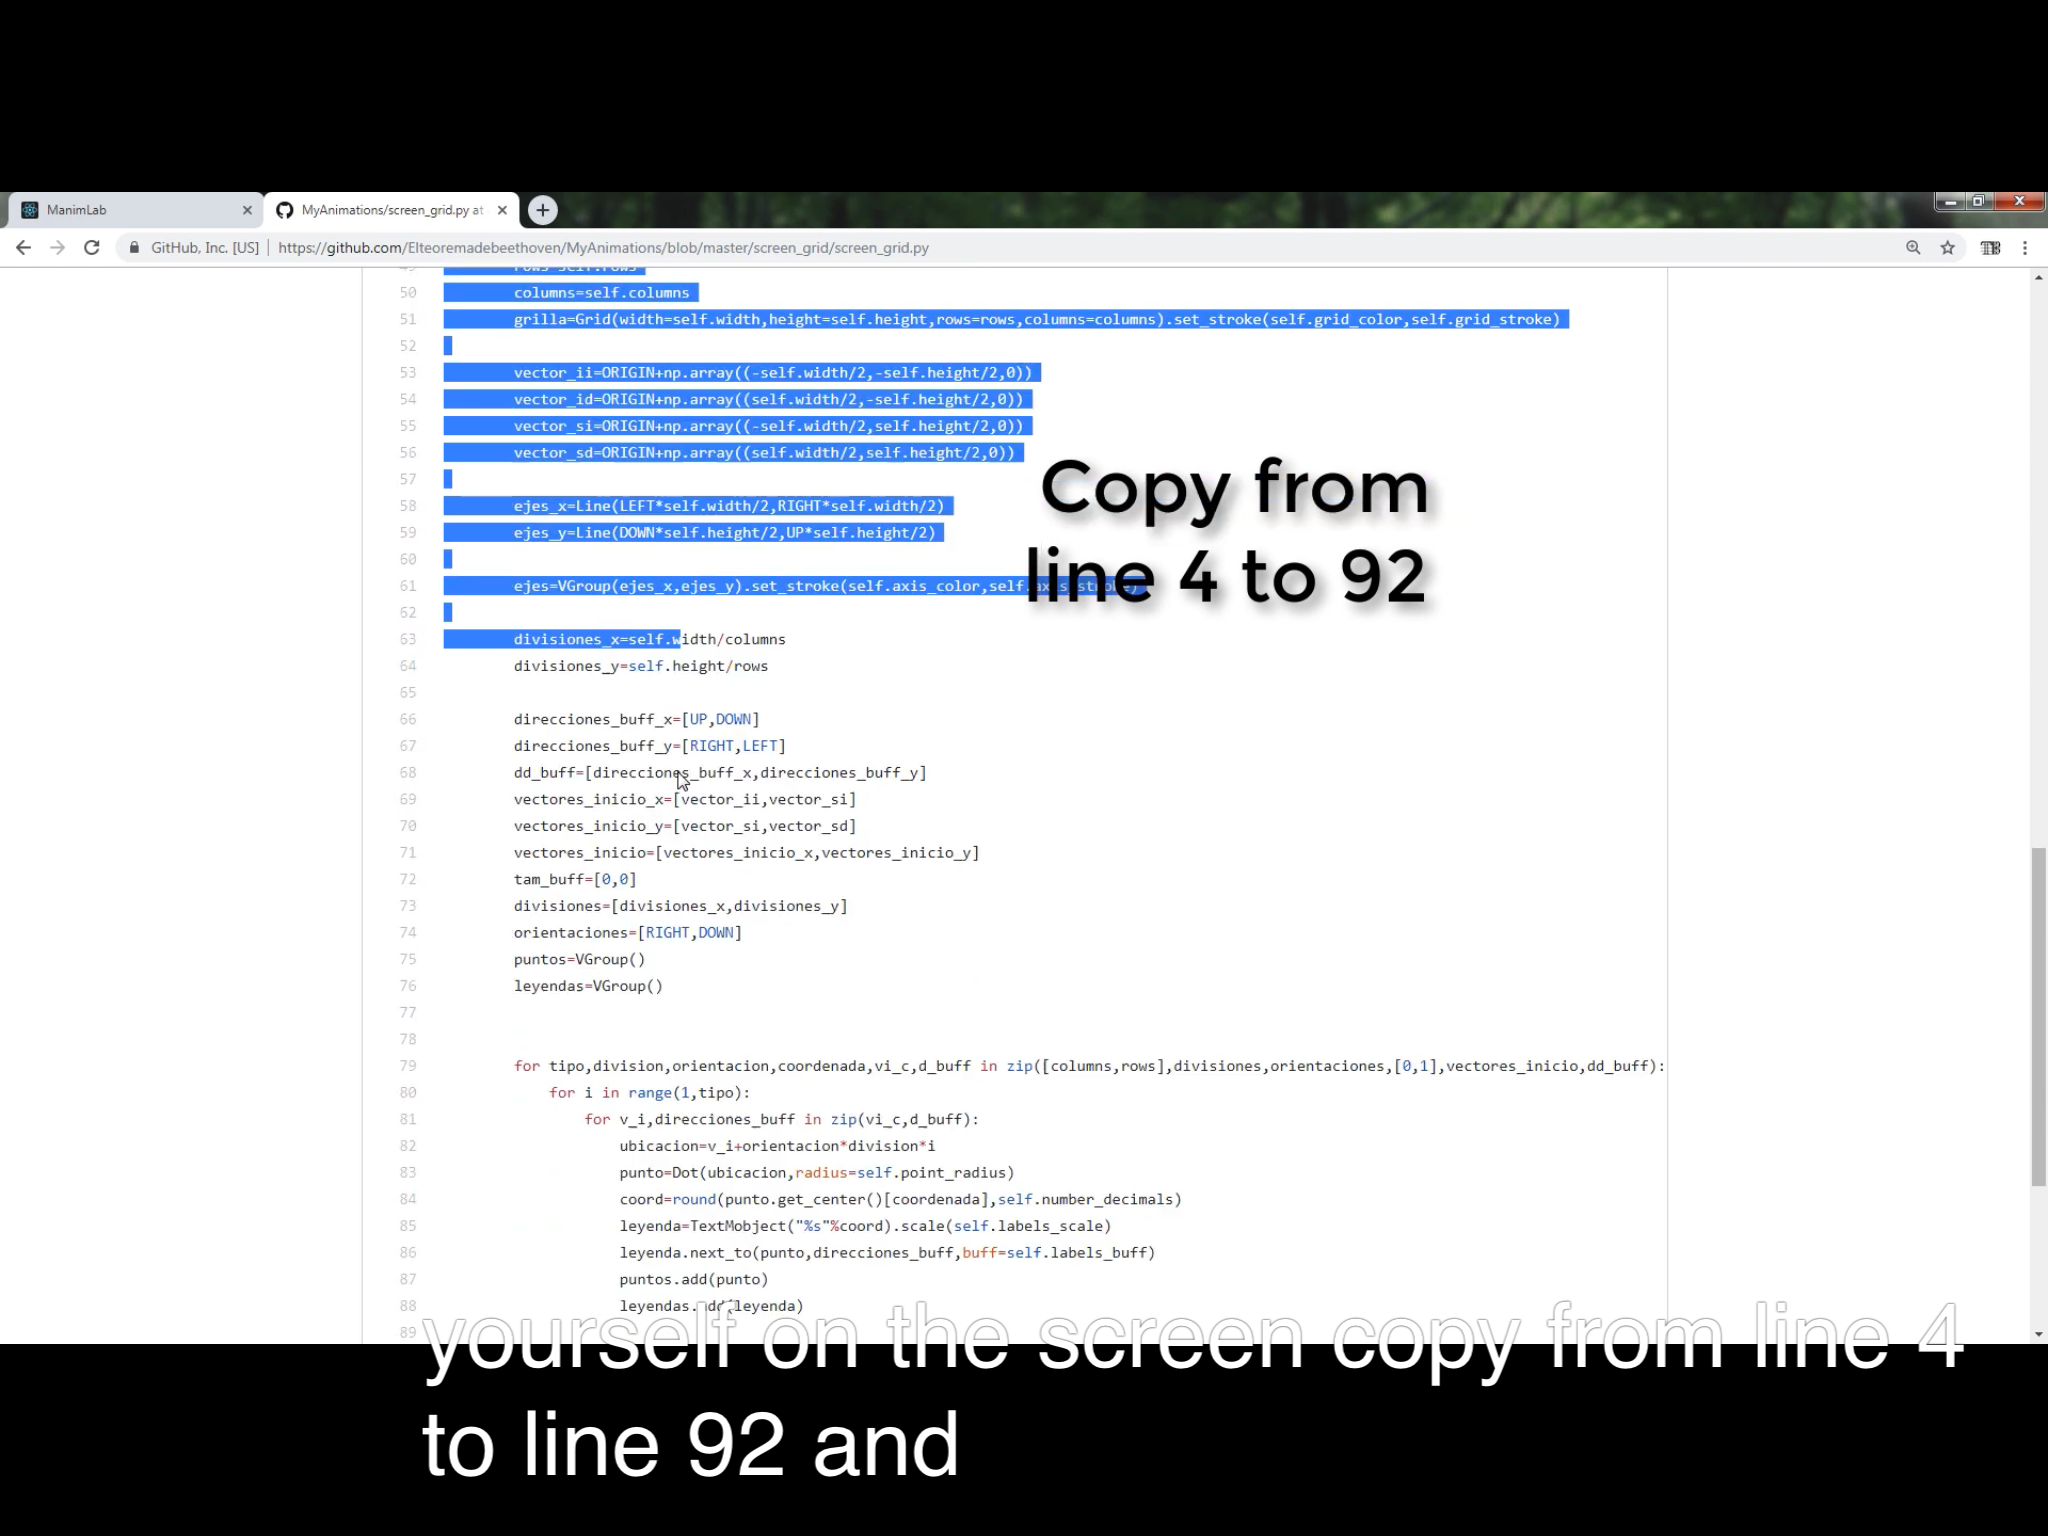 ManimLab
MyAnimations/screen_grid.py at
GitHub, Inc. [US] | https://github.com/Elteoremadebeethoven/MyAnimations/blob/master/screen_grid/screen_grid.py
49 rows=self.rows
50 columns=self.columns
51 grilla=Grid(width=self.width,height=self.height,rows=rows,columns=columns).set_stroke(self.grid_color,self.grid_stroke)
52
53 vector_ii=ORIGIN+np.array((-self.width/2,-self.height/2,0))
54 vector_id=ORIGIN+np.array((self.width/2,-self.height/2,0))
55 vector_si=ORIGIN+np.array((-self.width/2,self.height/2,0))
56 vector_sd=ORIGIN+np.array((self.width/2,self.height/2,0))
57
58 ejes_x=Line(LEFT*self.width/2,RIGHT*self.width/2)
59 ejes_y=Line(DOWN*self.height/2,UP*self.height/2)
60
61 ejes=VGroup(ejes_x,ejes_y).set_stroke(self.axis_color,self.axis_stroke)
62
63 divisiones_x=self.width/columns
64 divisiones_y=self.height/rows
65
66 direcciones_buff_x=[UP,DOWN]
67 direcciones_buff_y=[RIGHT,LEFT]
68 dd_buff=[direcciones_buff_x,direcciones_buff_y]
69 vectores_inicio_x=[vector_ii,vector_si]
70 vectores_inicio_y=[vector_si,vector_sd]
71 vectores_inicio=[vectores_inicio_x,vectores_inicio_y]
72 tam_buff=[0,0]
73 divisiones=[divisiones_x,divisiones_y]
74 orientaciones=[RIGHT,DOWN]
75 puntos=VGroup()
76 leyendas=VGroup()
77
78
79 for tipo,division,orientacion,coordenada,vi_c,d_buff in zip([columns,rows],divisiones,orientaciones,[0,1],vectores_inicio,dd_buff):
80 for i in range(1,tipo):
81 for v_i,direcciones_buff in zip(vi_c,d_buff):
82 ubicacion=v_i+orientacion*division*i
83 punto=Dot(ubicacion,radius=self.point_radius)
84 coord=round(punto.get_center()[coordenada],self.number_decimals)
85 leyenda=TextMobject("%s"%coord).scale(self.labels_scale)
86 leyenda.next_to(punto,direcciones_buff,buff=self.labels_buff)
87 puntos.add(punto)
88 leyendas.add(leyenda)
89
Copy from
line 4 to 92
yourself on the screen copy from line 4
to line 92 and